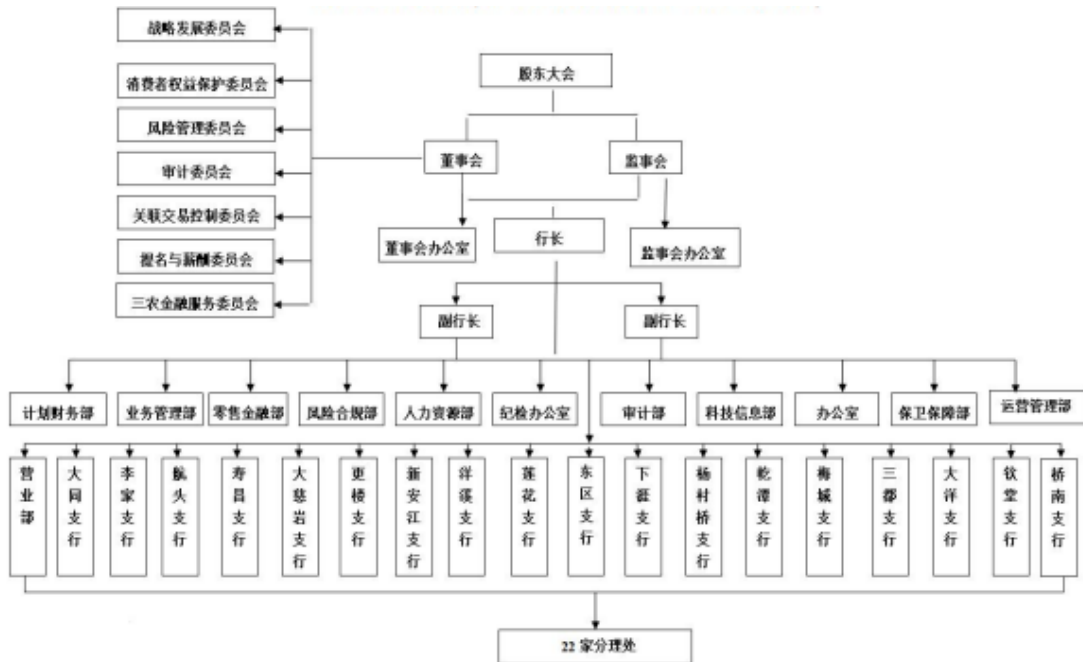 战略发展委员会
消费者权益保护委员会
风险管理委员会
审计委员会
关联交易控制委员会
提名与薪酬委员会
三农金融服务委员会
股东大会
董事会
监事会
董事会办公室
行长
监事会办公室
副行长
副行长
计划财务部
业务管理部
零售金融部
风险合规部
人力资源部
纪检办公室
审计部
科技信息部
办公室
保卫保障部
运营管理部
营业部
大同支行
李家支行
航头支行
寿昌支行
大慈岩支行
更楼支行
新安江支行
洋溪支行
莲花支行
东区支行
下涯支行
杨村桥支行
乾潭支行
梅城支行
三都支行
大洋支行
钦堂支行
桥南支行
22 家分理处